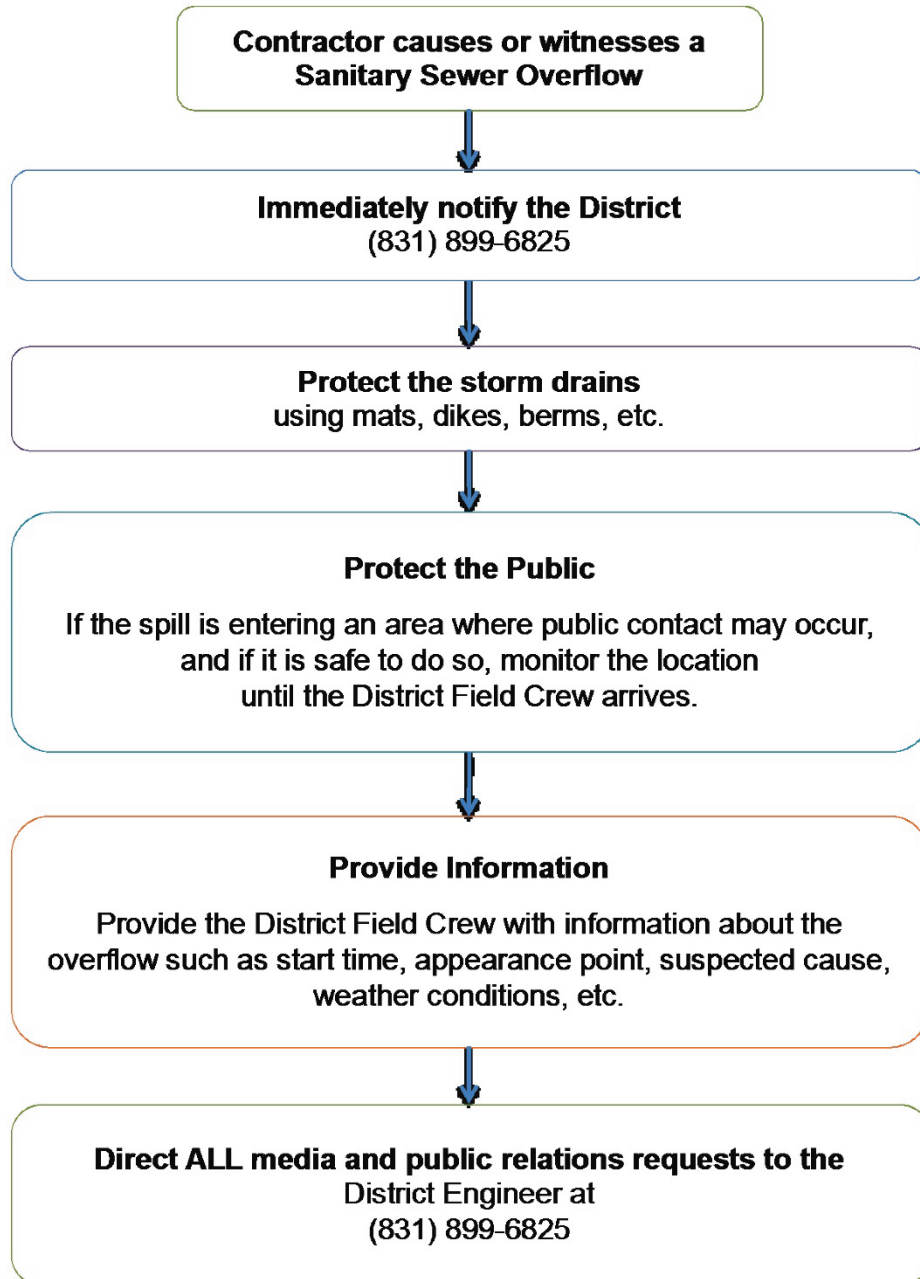 Contractor causes or witnesses a
Sanitary Sewer Overflow
Immediately notify the District
(831) 899-6825
Protect the storm drains
using mats, dikes, berms, etc.
Protect the Public
If the spill is entering an area where public contact may occur,
and if it is safe to do so, monitor the location
until the District Field Crew arrives.
Provide Information
Provide the District Field Crew with information about the
overflow such as start time, appearance point, suspected cause,
weather conditions, etc.
Direct ALL media and public relations requests to the
District Engineer at
(831) 899-6825